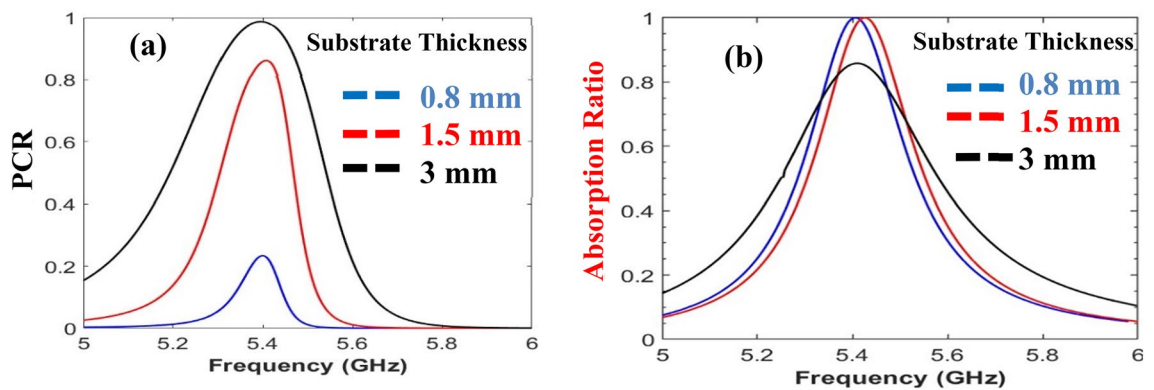 (a)
Substrate Thickness
0.8 mm
1.5 mm
3 mm
PCR
1
0.8
0.6
0.4
0.2
0
5
5.2
5.4
5.6
5.8
6
Frequency (GHz)
(b)
Substrate Thickness
0.8 mm
1.5 mm
3 mm
Absorption Ratio
1
0.8
0.6
0.4
0.2
0
5
5.2
5.4
5.6
5.8
6
Frequency (GHz)